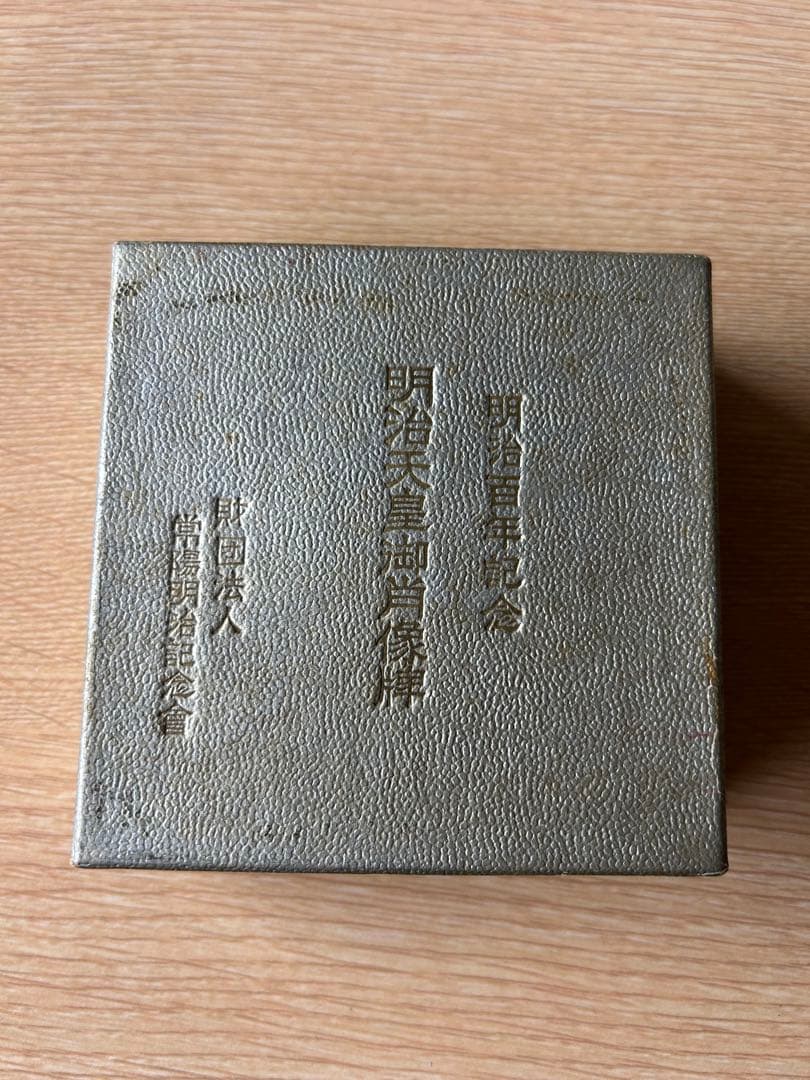 明治百年記念
明治天皇御肖像牌
財団法人
常陽明治記念會